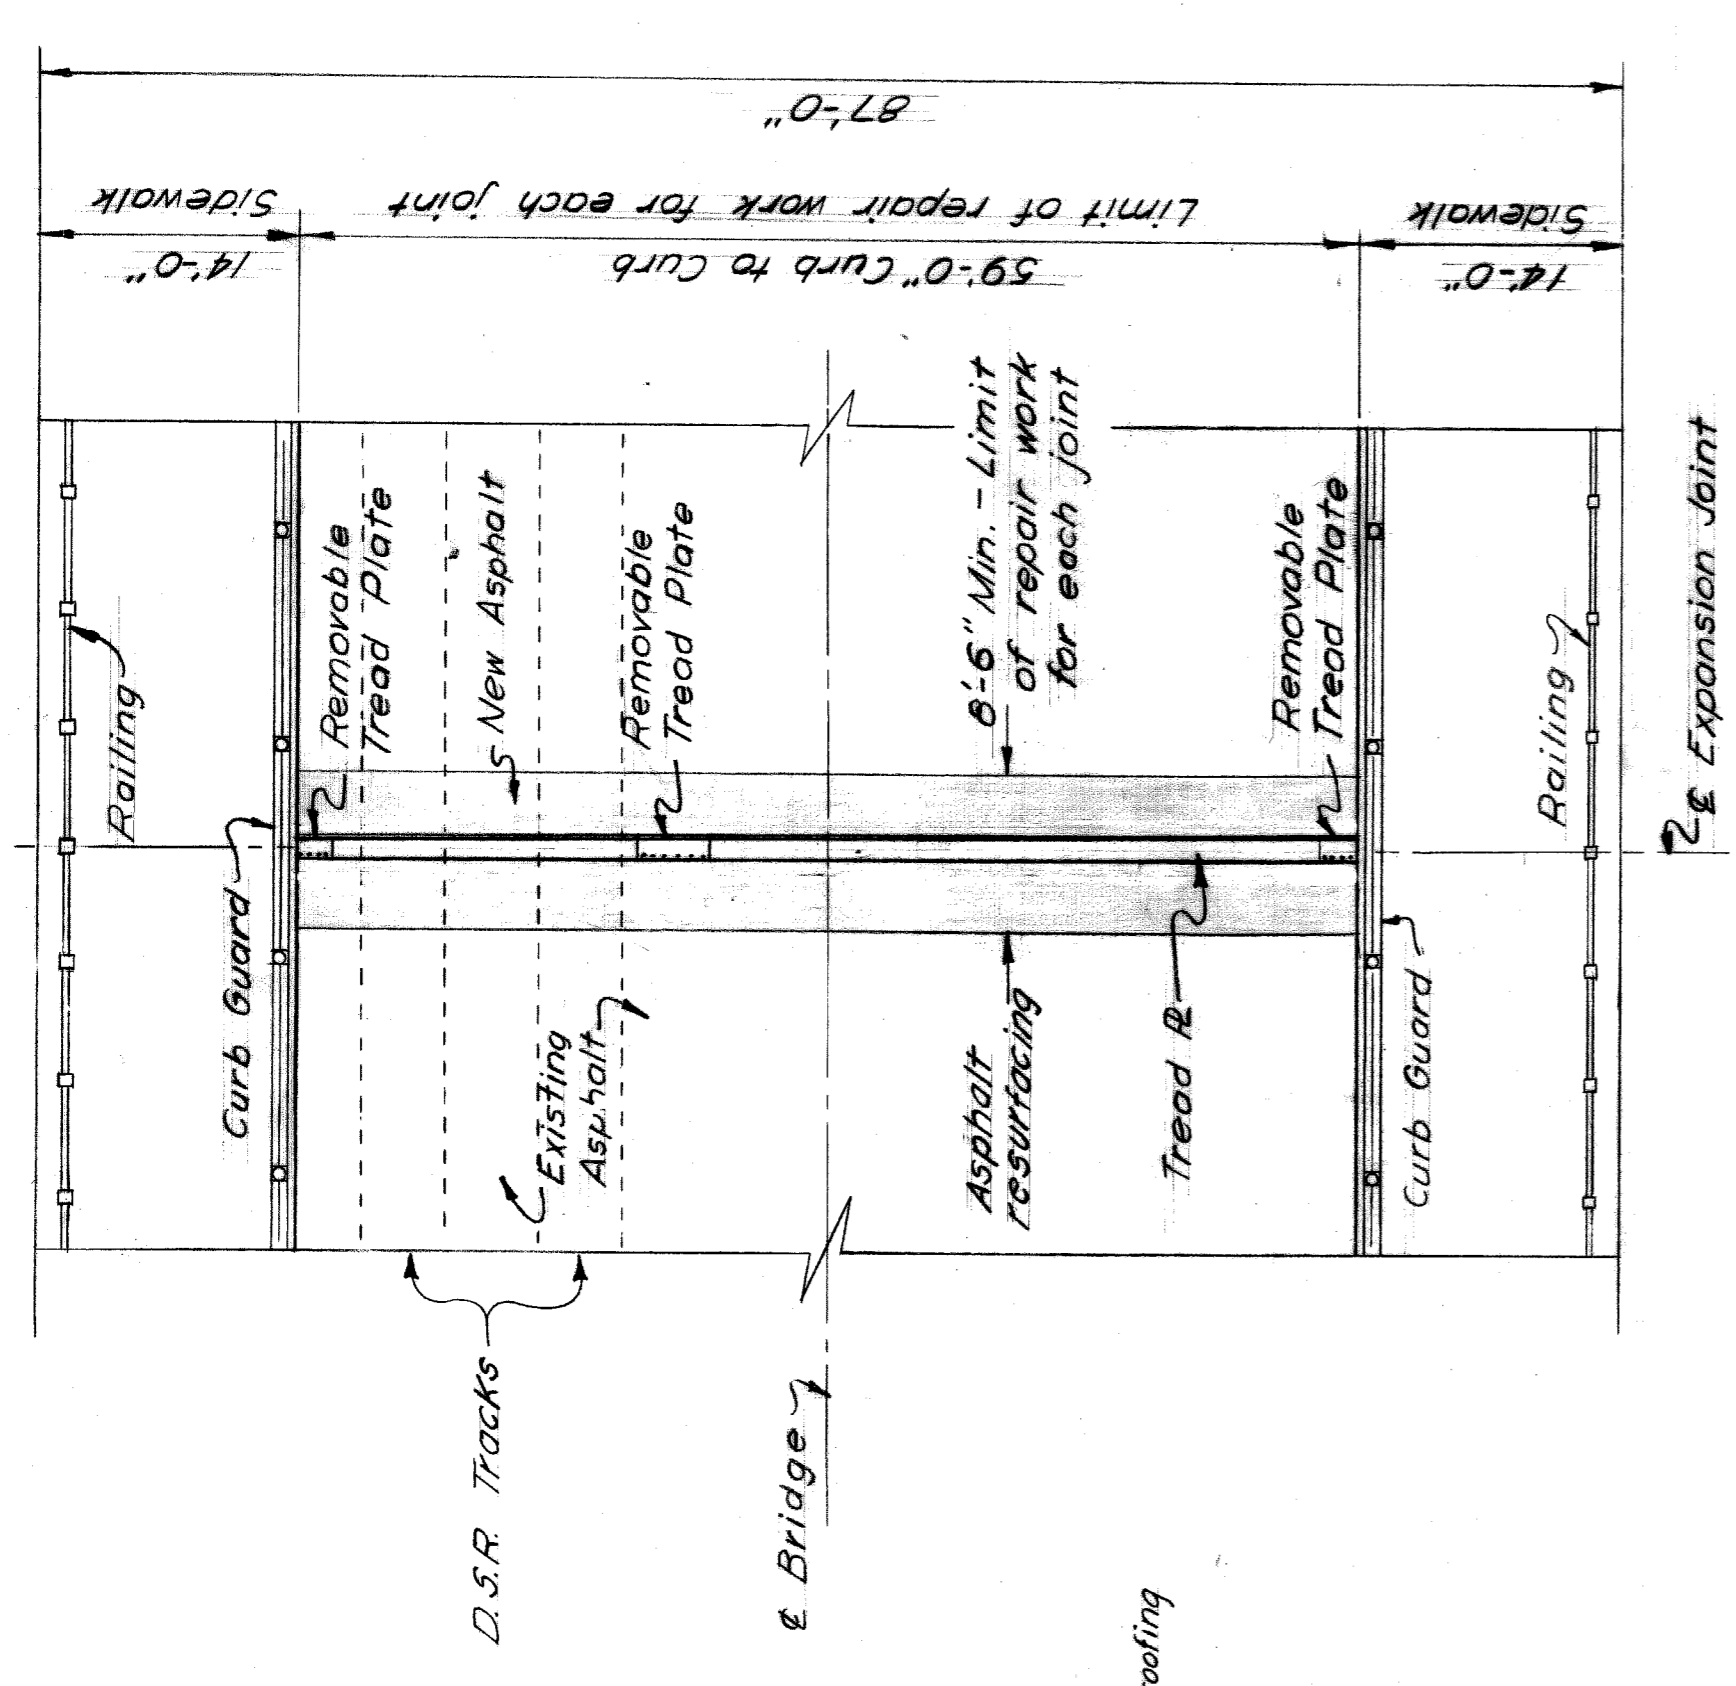 87'-0"
Sidewalk
Limit of repair work for each joint
Sidewalk
14'-0"
59'-0" Curb to Curb
14'-0"
Railing
Curb Guard
Removable
Tread Plate
New Asphalt
Removable
Tread Plate
8'-6" Min. - Limit
of repair work
for each joint
Removable
Tread Plate
Railing
℄ Expansion Joint
Existing
Asphalt
Asphalt
resurfacing
Tread ⅊
Curb Guard
D.S.R. Tracks
℄ Bridge
oofing